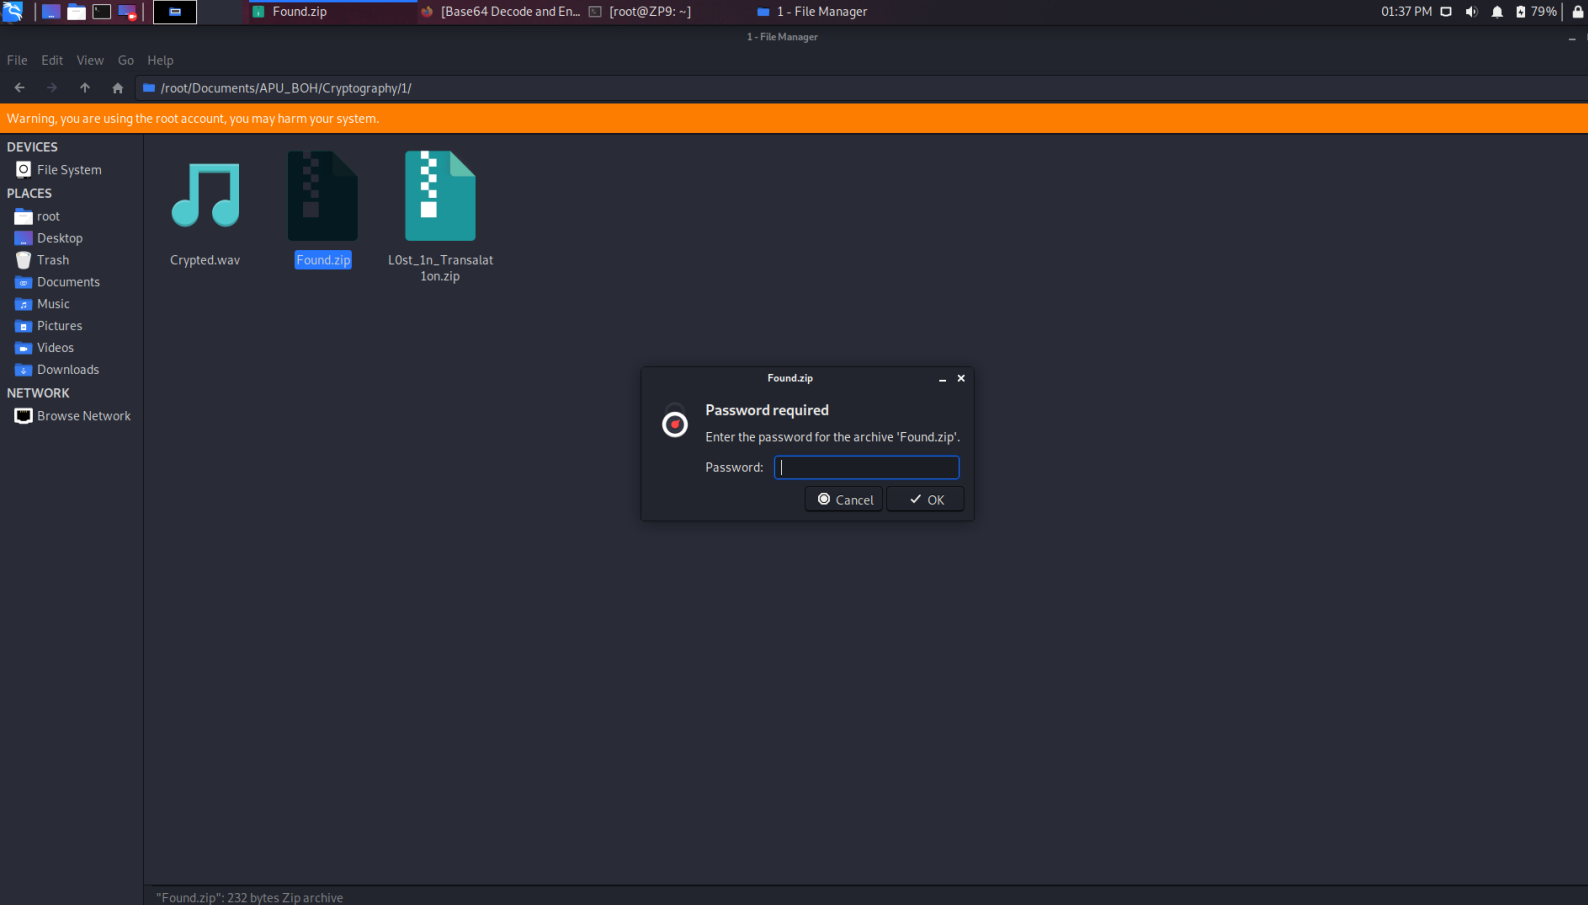 Found.zip
[Base64 Decode and En...
[root@ZP9: ~]
1 - File Manager
01:37 PM
79%
1 - File Manager
File Edit View Go Help
/root/Documents/APU_BOH/Cryptography/1/
Warning, you are using the root account, you may harm your system.
DEVICES
File System
PLACES
root
Desktop
Trash
Documents
Music
Pictures
Videos
Downloads
NETWORK
Browse Network
Crypted.wav
Found.zip
L0st_1n_Transalat
1on.zip
Found.zip
Password required
Enter the password for the archive 'Found.zip'.
Password:
Cancel
OK
"Found.zip": 232 bytes Zip archive